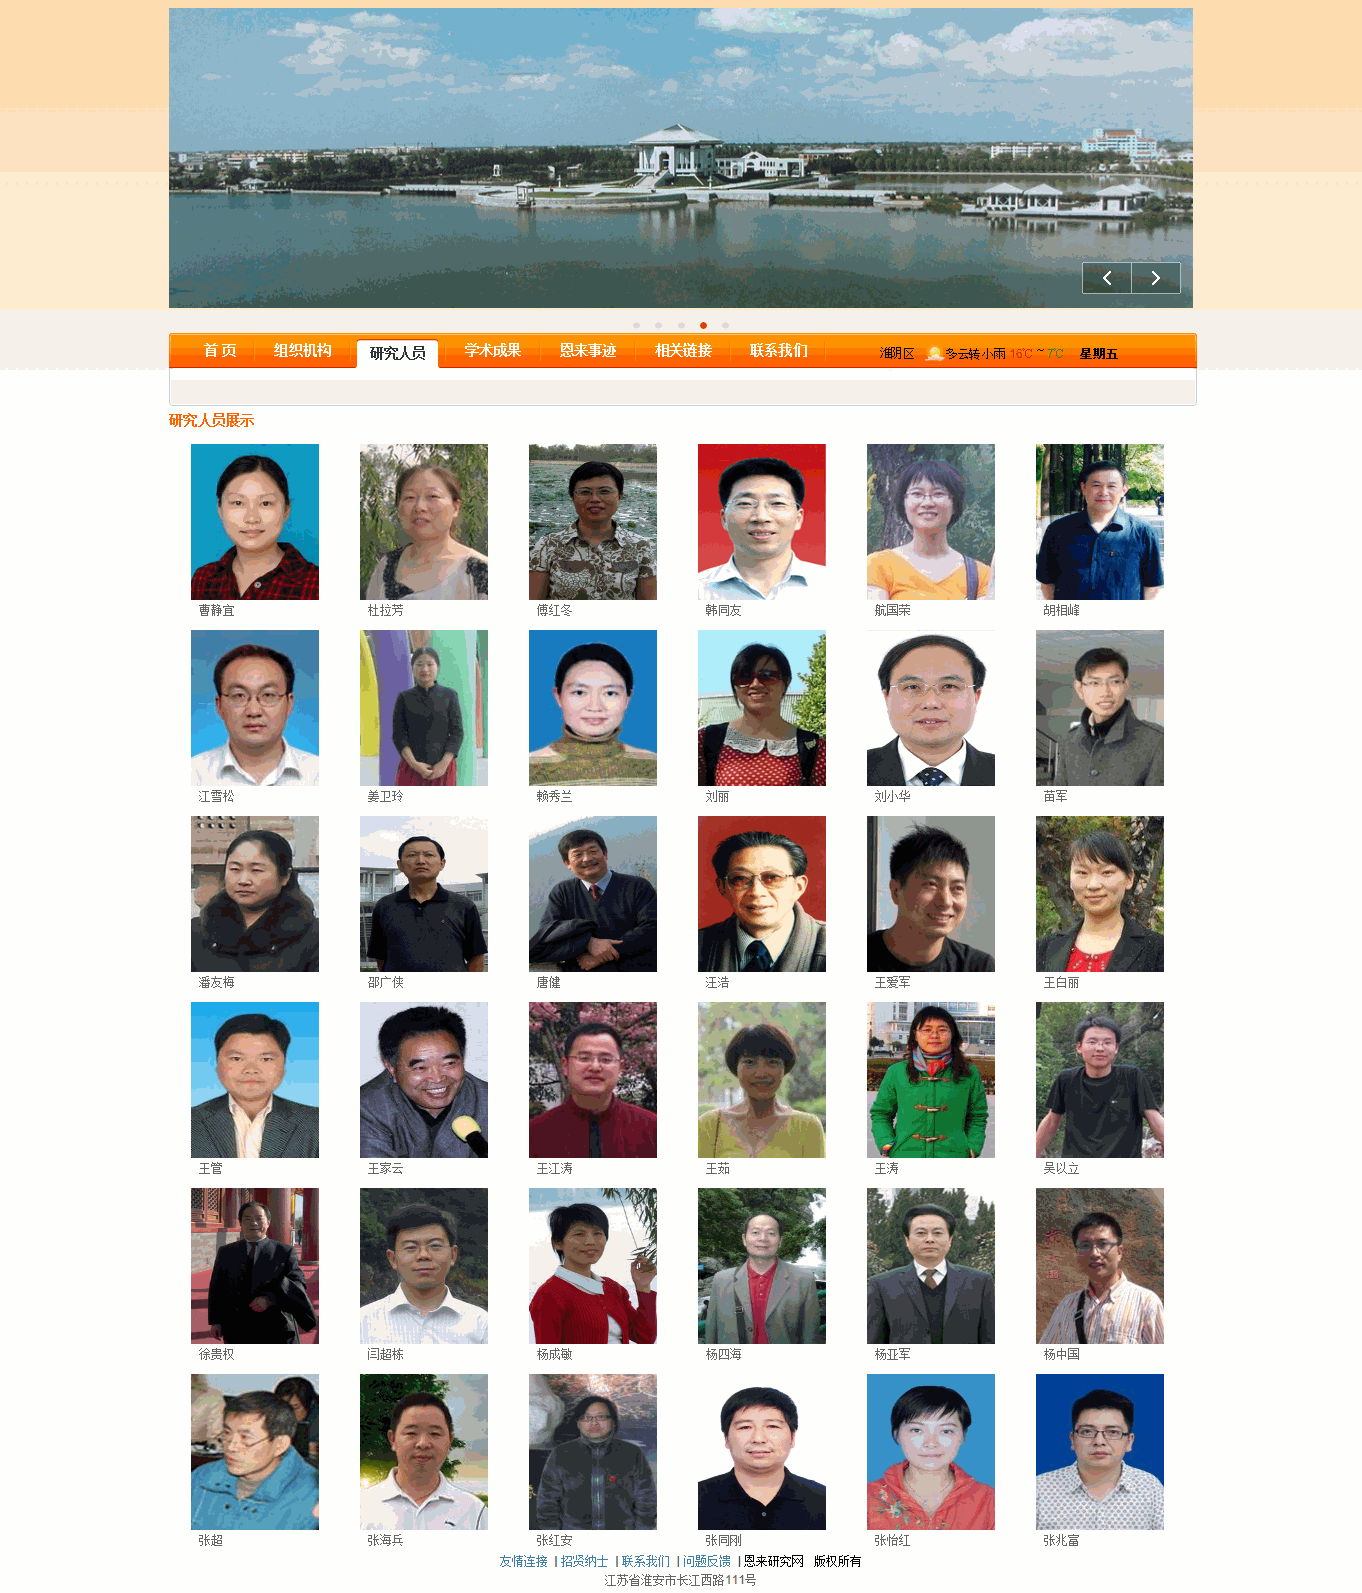 首 页 组织机构 研究人员 学术成果 恩来事迹 相关链接 联系我们 淮阴区 多云转小雨 16℃ ~ 7℃ 星期五
研究人员展示
曹静宜 杜拉芳 傅红冬 韩同友 航国荣 胡相峰
江雪松 姜卫玲 赖秀兰 刘丽 刘小华 苗军
潘友梅 邵广侠 唐健 汪浩 王爱军 王白丽
王管 王家云 王江涛 王茹 王涛 吴以立
徐贵权 闫超栋 杨成敏 杨四海 杨亚军 杨中国
张超 张海兵 张红安 张同刚 张怡红 张兆富
友情连接 | 招贤纳士 | 联系我们 | 问题反馈 | 恩来研究网 版权所有
江苏省淮安市长江西路111号